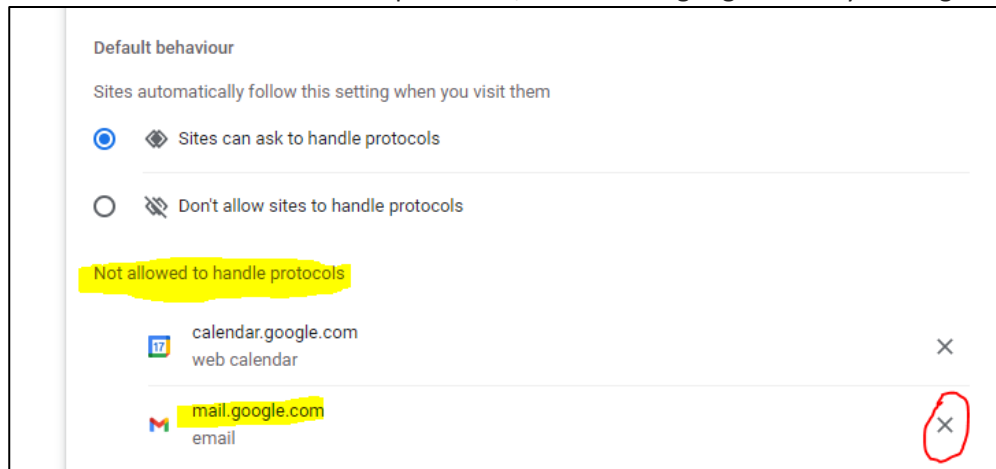 Default behaviour
Sites automatically follow this setting when you visit them
Sites can ask to handle protocols
Don't allow sites to handle protocols
Not allowed to handle protocols
17
calendar.google.com
web calendar
mail.google.com
email